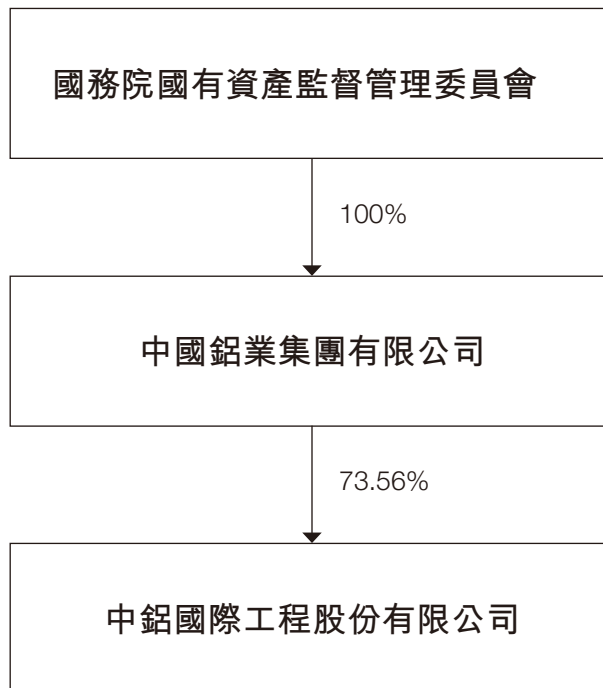 國務院國有資產監督管理委員會
100%
中國鋁業集團有限公司
73.56%
中鋁國際工程股份有限公司